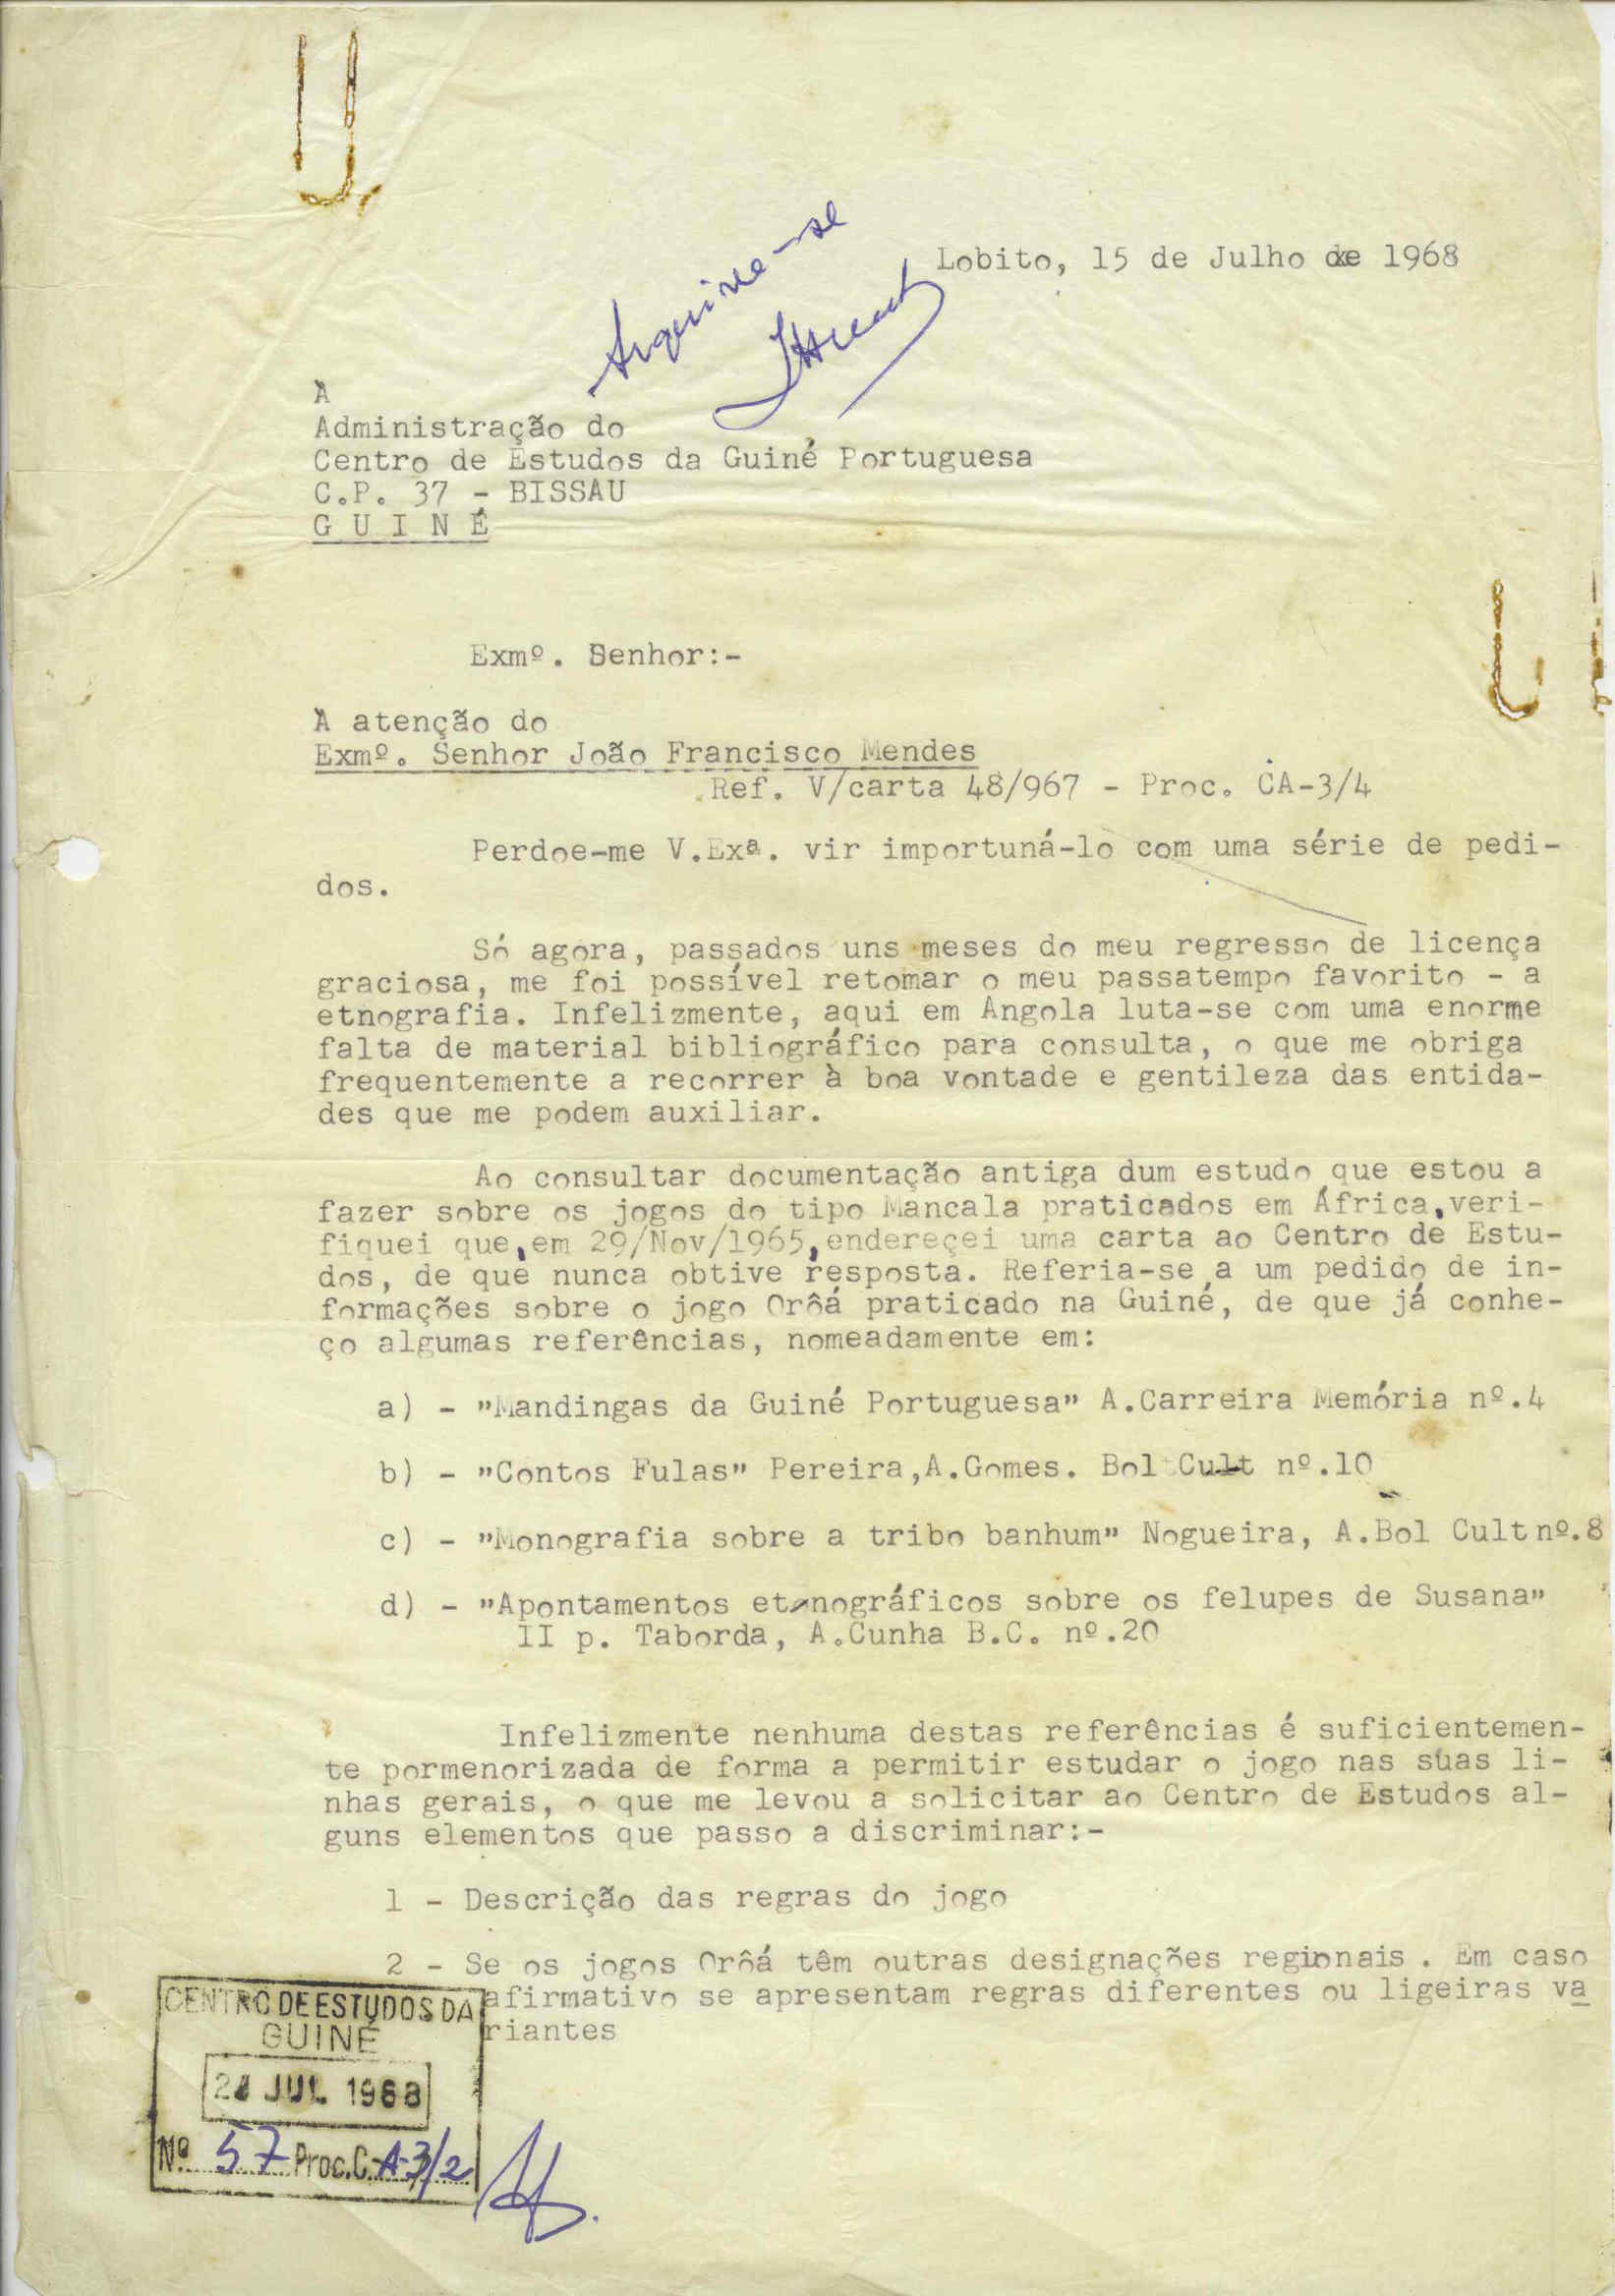 Arquive-se
Lobito, 15 de Julho de 1968
À
Administração do
Centro de Estudos da Guiné Portuguesa
C.P. 37 - BISSAU
G U I N É
Exmº. Senhor:-
À atenção do
Exmº. Senhor João Francisco Mendes
Ref. V/carta 48/967 - Proc. CA-3/4
Perdoe-me V.Exª. vir importuná-lo com uma série de pedi-
dos.
Só agora, passados uns meses do meu regresso de licença
graciosa, me foi possível retomar o meu passatempo favorito - a
etnografia. Infelizmente, aqui em Angola luta-se com uma enorme
falta de material bibliográfico para consulta, o que me obriga
frequentemente a recorrer à boa vontade e gentileza das entida-
des que me podem auxiliar.
Ao consultar documentação antiga dum estudo que estou a
fazer sobre os jogos do tipo Mancala praticados em África, veri-
fiquei que, em 29/Nov/1965, endereçei uma carta ao Centro de Estu-
dos, de que nunca obtive resposta. Referia-se a um pedido de in-
formações sobre o jogo Orôá praticado na Guiné, de que já conhe-
ço algumas referências, nomeadamente em:
a) - "Mandingas da Guiné Portuguesa" A.Carreira Memória nº.4
b) - "Contos Fulas" Pereira,A.Gomes. Bol Cult nº.10
c) - "Monografia sobre a tribo banhum" Nogueira, A.Bol Cult nº.8
d) - "Apontamentos etnográficos sobre os felupes de Susana"
II p. Taborda, A.Cunha B.C. nº.20
Infelizmente nenhuma destas referências é suficientemen-
te pormenorizada de forma a permitir estudar o jogo nas suas li-
nhas gerais, o que me levou a solicitar ao Centro de Estudos al-
guns elementos que passo a discriminar:-
1 - Descrição das regras do jogo
2 - Se os jogos Orôá têm outras designações regionais. Em caso
afirmativo se apresentam regras diferentes ou ligeiras va
riantes
CENTRO DE ESTUDOS DA
GUINÉ
JUL. 1968
Nº 57 Proc.C.A-3/2